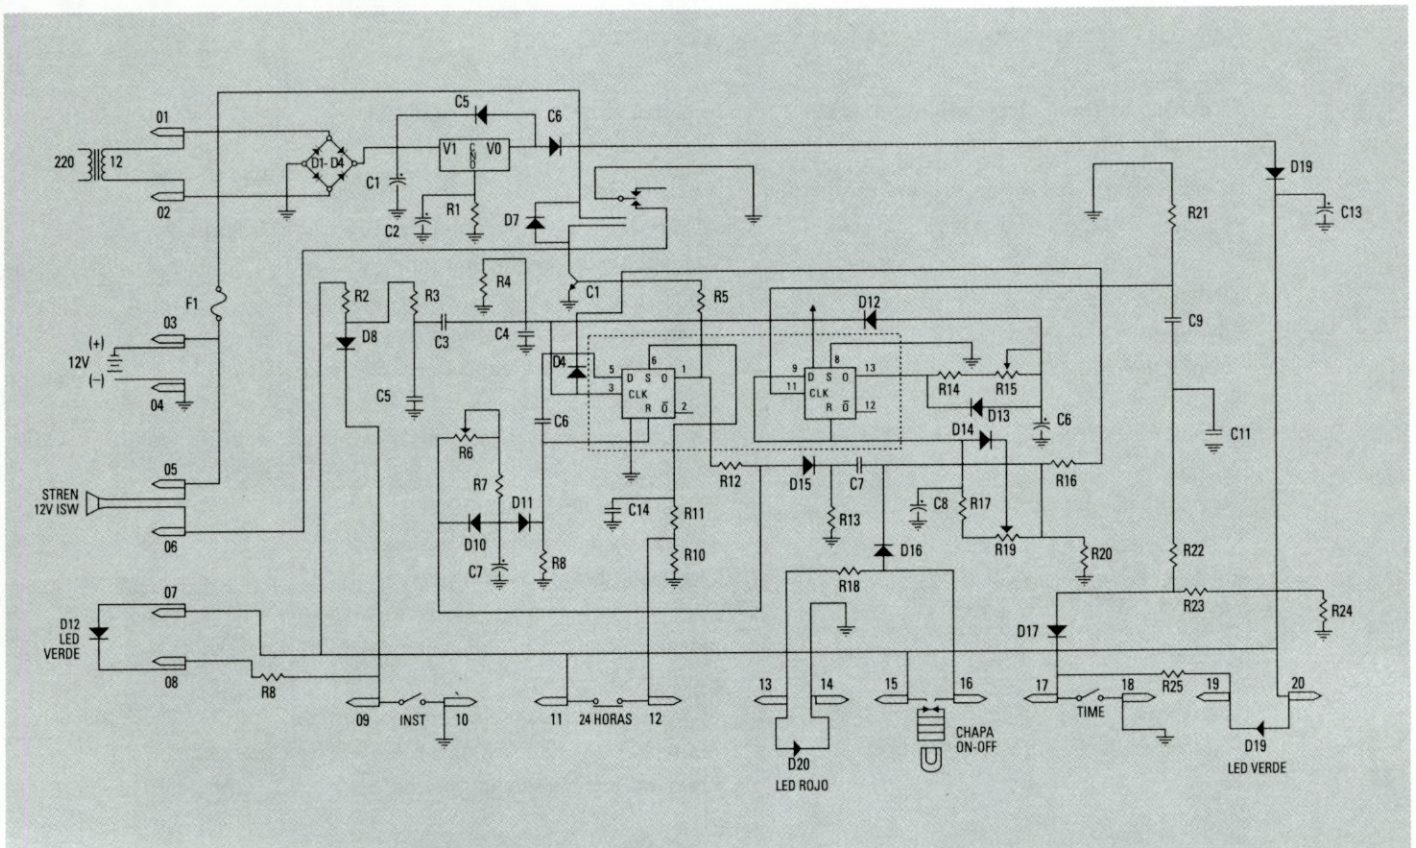 01
220
12
02
D1- D4
C5
C6
V1
GND
V0
C1
C2
R1
D7
D19
C13
R21
F1
03
(+)
12V
(–)
04
R2
D8
R3
C3
C5
R4
C4
C1
R5
D12
C9
D4
5
D S O
6
1
3
CLK
R O̅
2
9
D S O
8
13
11
CLK
R O̅
12
R14
R15
D13
D14
C6
C11
C6
R6
R7
D11
D10
C7
R8
C14
R11
R10
R12
D15
C7
R13
C8
R17
R19
R16
R20
D16
R18
05
STREN
12V ISW
06
R22
R23
R24
D17
07
D12
LED
VERDE
08
R8
09
INST
10
11
24 HORAS
12
13
14
D20
LED ROJO
15
16
CHAPA
ON-OFF
17
TIME
18
R25
19
20
D19
LED VERDE